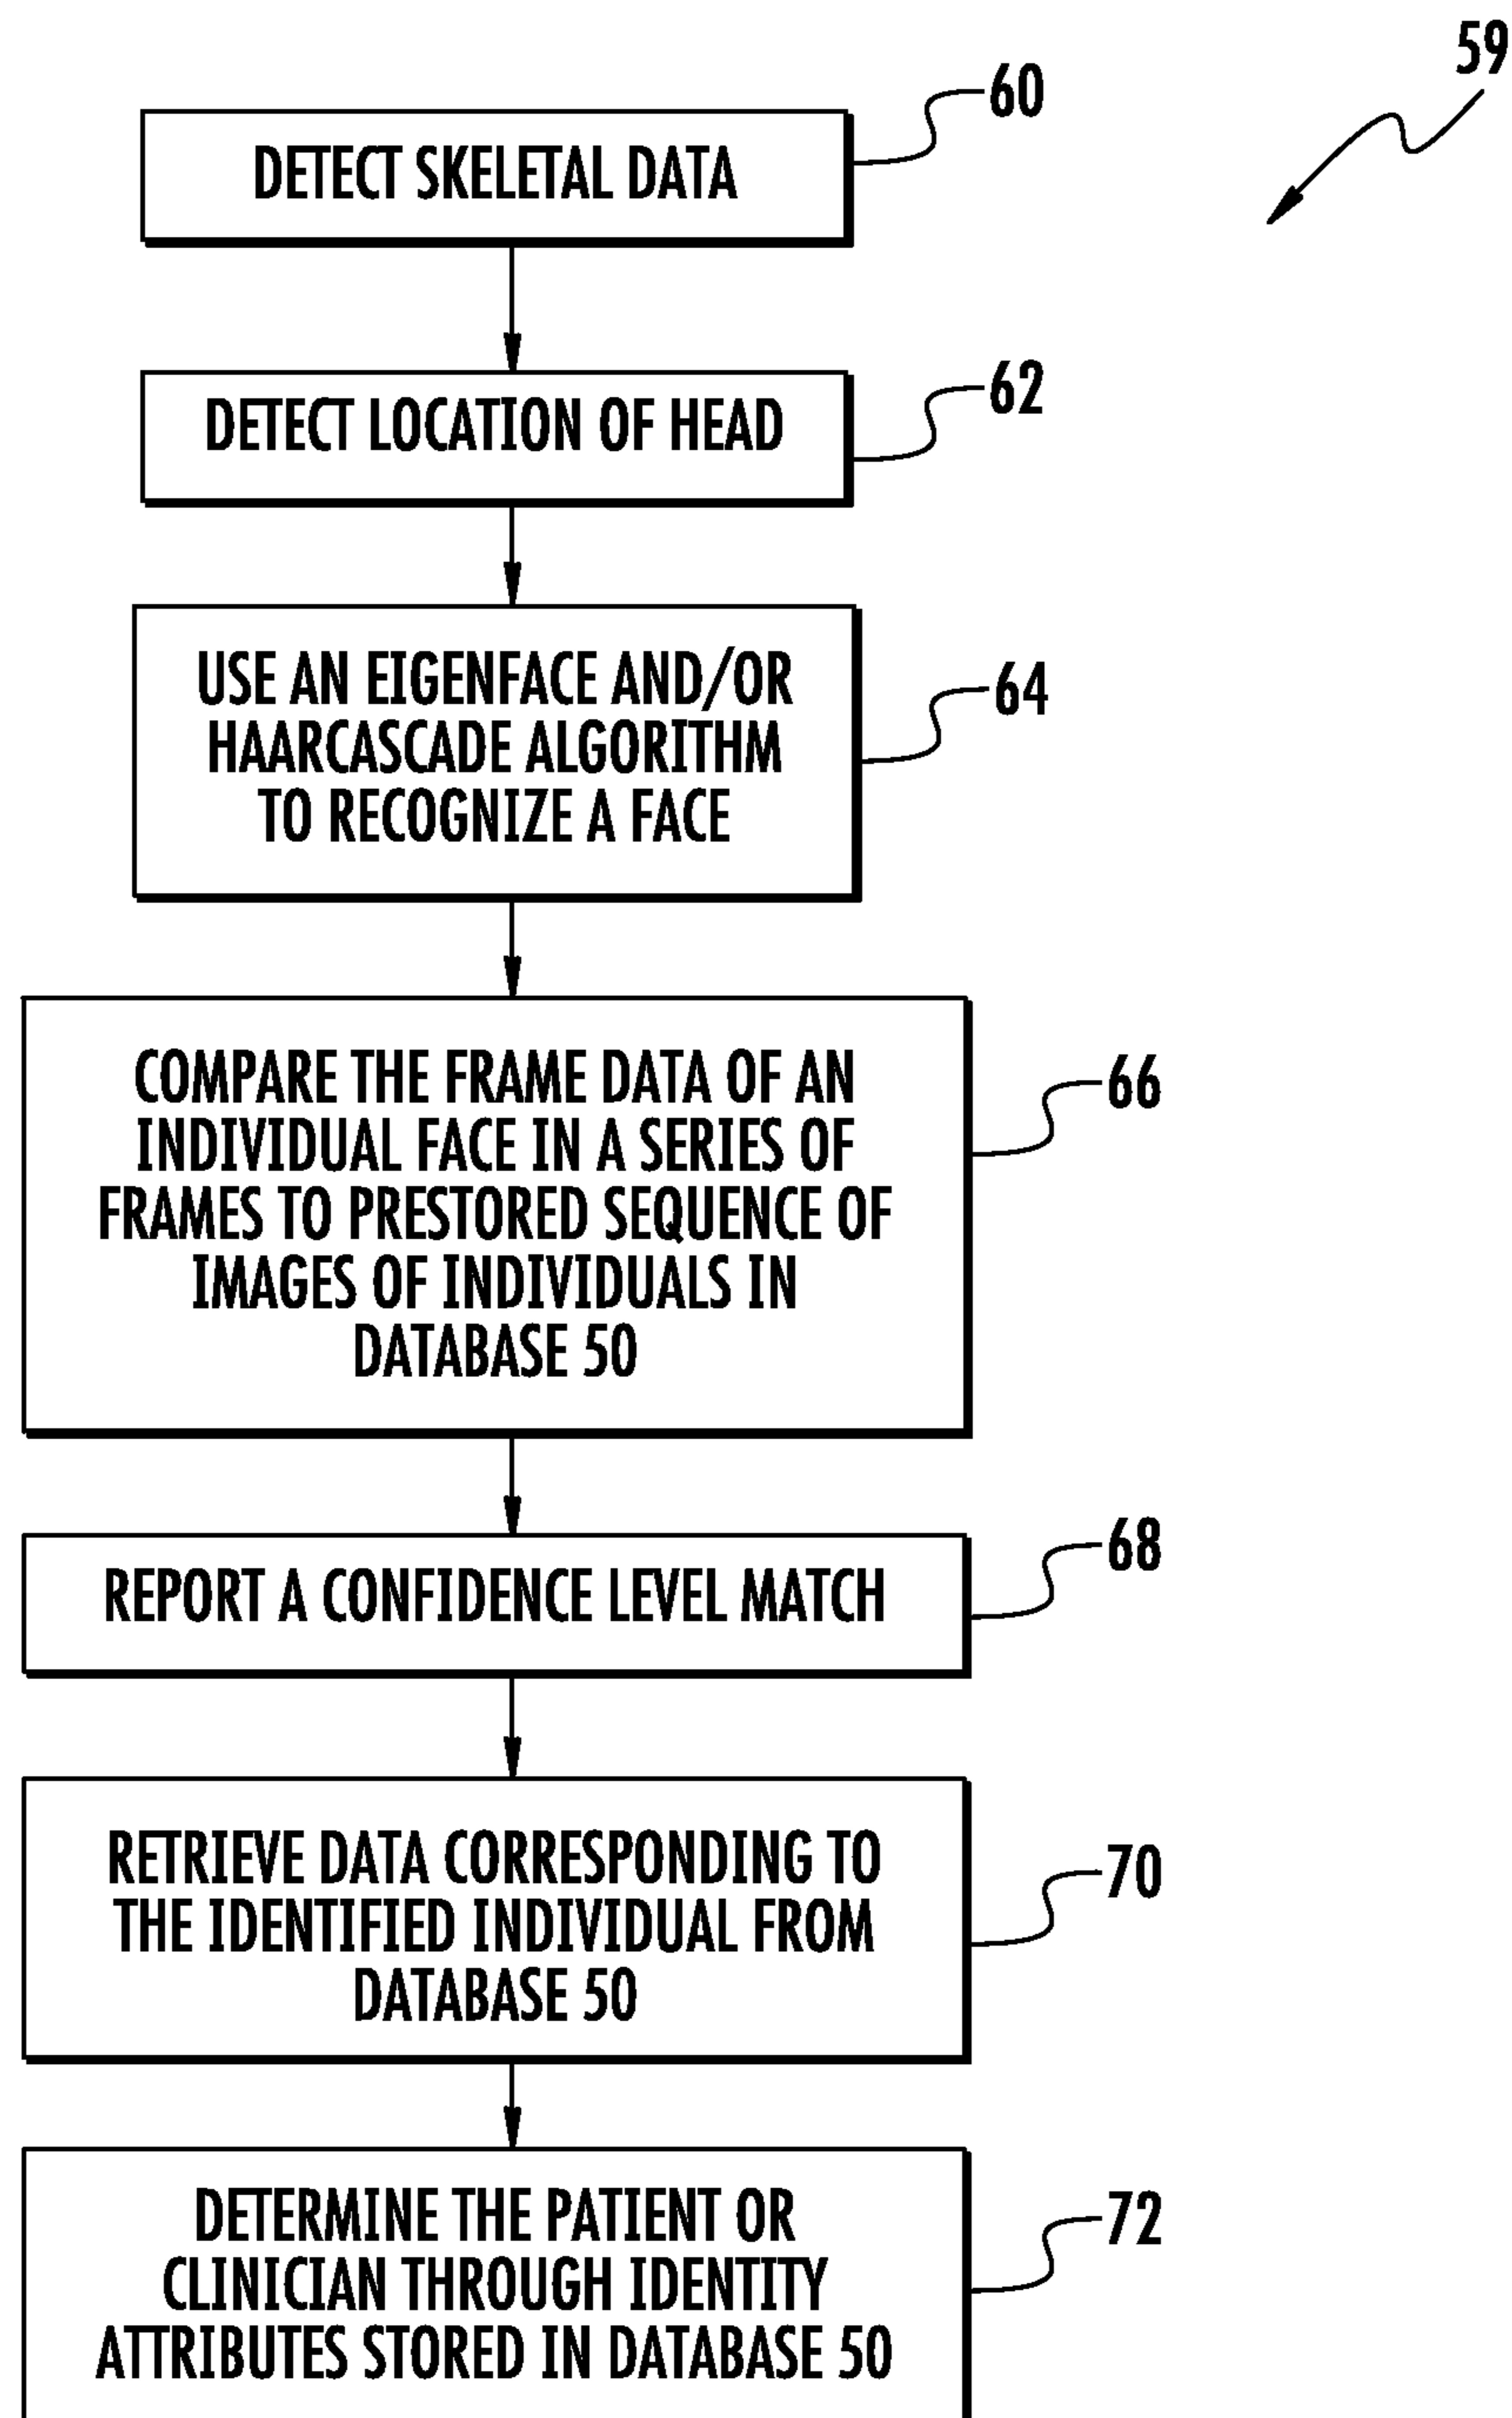 59
60
DETECT SKELETAL DATA
62
DETECT LOCATION OF HEAD
64
USE AN EIGENFACE AND/OR
HAARCASCADE ALGORITHM
TO RECOGNIZE A FACE
66
COMPARE THE FRAME DATA OF AN
INDIVIDUAL FACE IN A SERIES OF
FRAMES TO PRESTORED SEQUENCE OF
IMAGES OF INDIVIDUALS IN
DATABASE 50
68
REPORT A CONFIDENCE LEVEL MATCH
70
RETRIEVE DATA CORRESPONDING TO
THE IDENTIFIED INDIVIDUAL FROM
DATABASE 50
72
DETERMINE THE PATIENT OR
CLINICIAN THROUGH IDENTITY
ATTRIBUTES STORED IN DATABASE 50